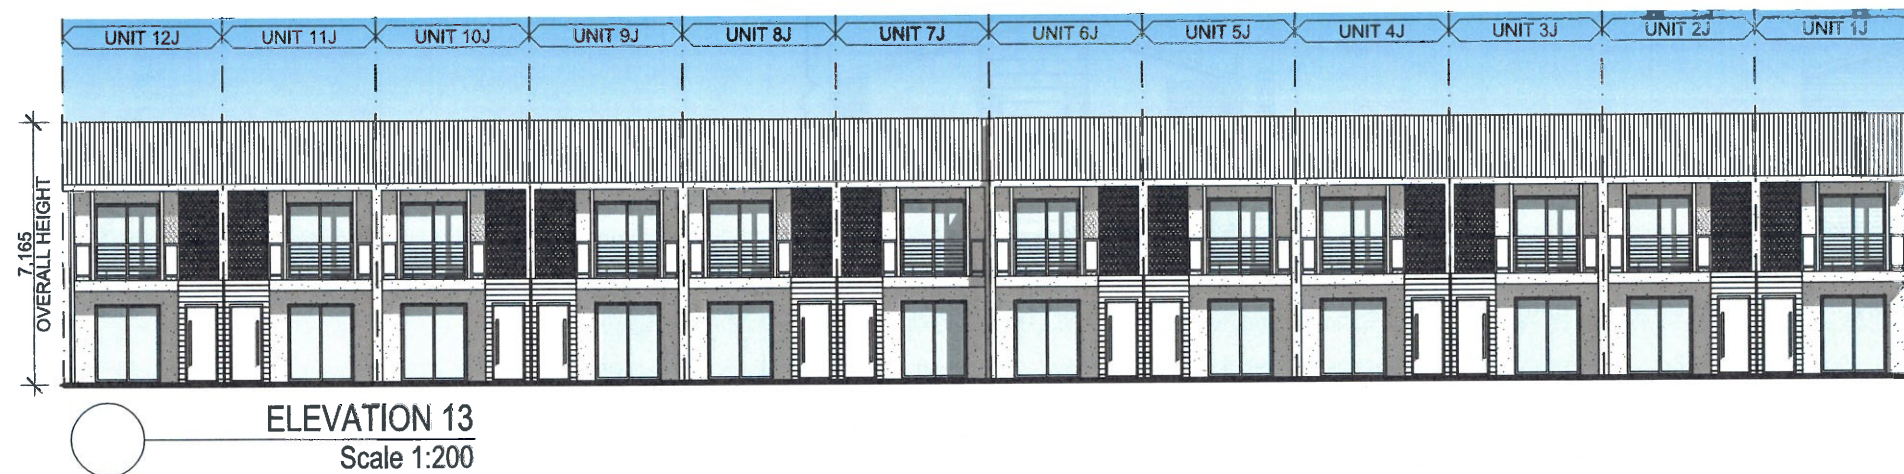 UNIT 12J
UNIT 11J
UNIT 10J
UNIT 9J
UNIT 8J
UNIT 7J
UNIT 6J
UNIT 5J
UNIT 4J
UNIT 3J
UNIT 2J
UNIT 1J
7,165
OVERALL HEIGHT
ELEVATION 13
Scale 1:200